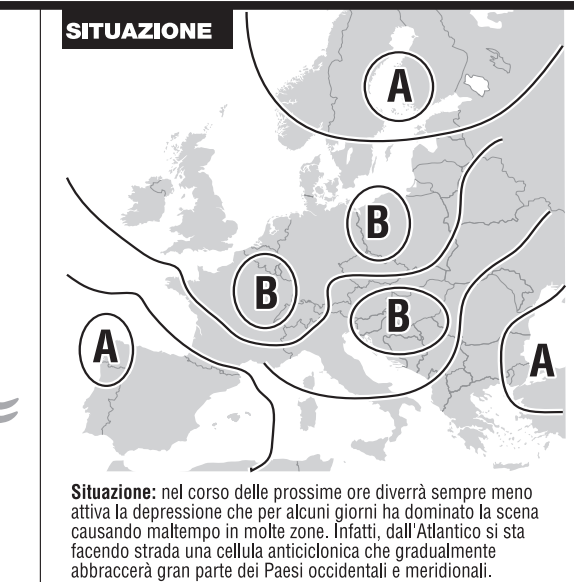 SITUAZIONE
A
B
B
B
A
A
Situazione: nel corso delle prossime ore diverrà sempre meno
attiva la depressione che per alcuni giorni ha dominato la scena
causando maltempo in molte zone. Infatti, dall'Atlantico si sta
facendo strada una cellula anticiclonica che gradualmente
abbraccerà gran parte dei Paesi occidentali e meridionali.